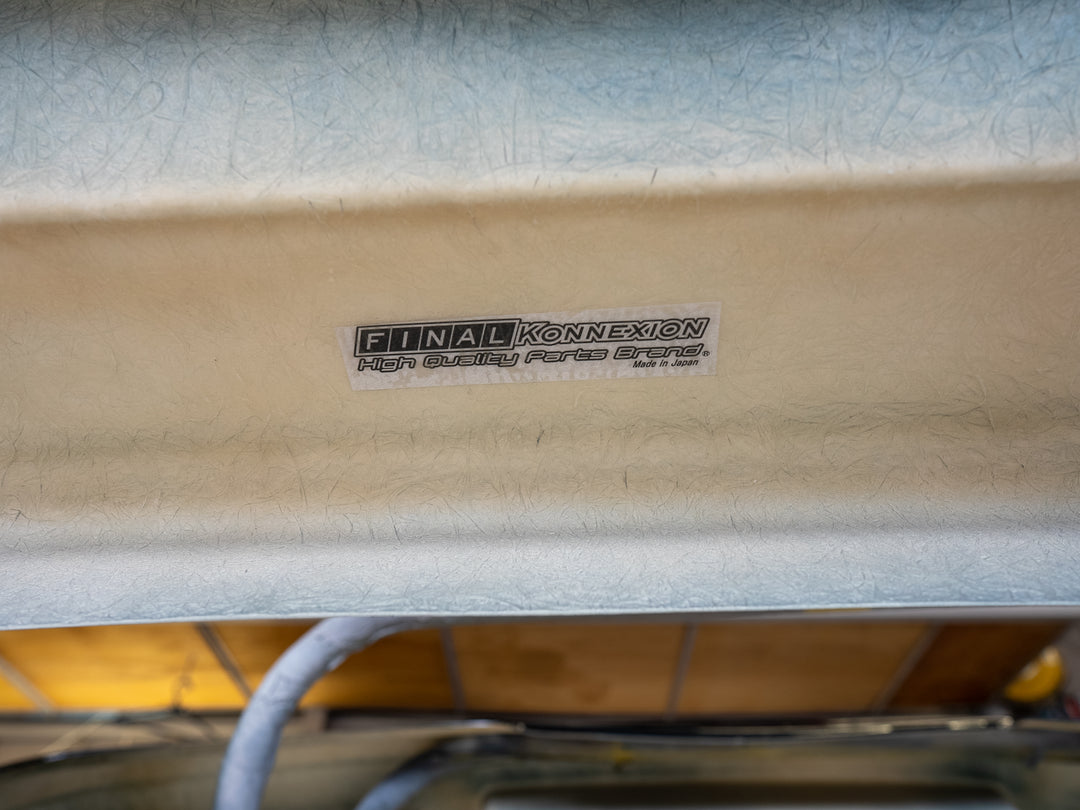 FINAL KONNEXION
High Quality Parts Brand®
Made in Japan